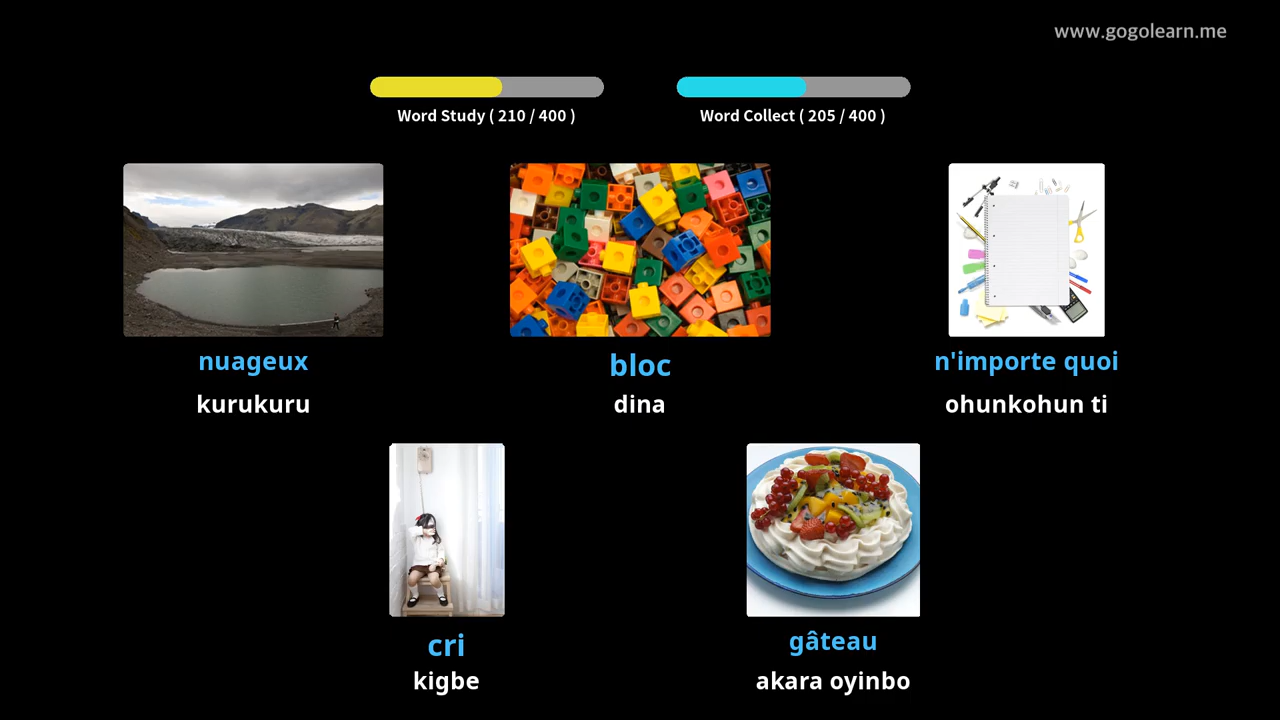 www.gogolearn.me
Word Study ( 210 / 400 )
Word Collect ( 205 / 400 )
nuageux
kurukuru
bloc
dina
n'importe quoi
ohunkohun ti
cri
kigbe
gâteau
akara oyinbo